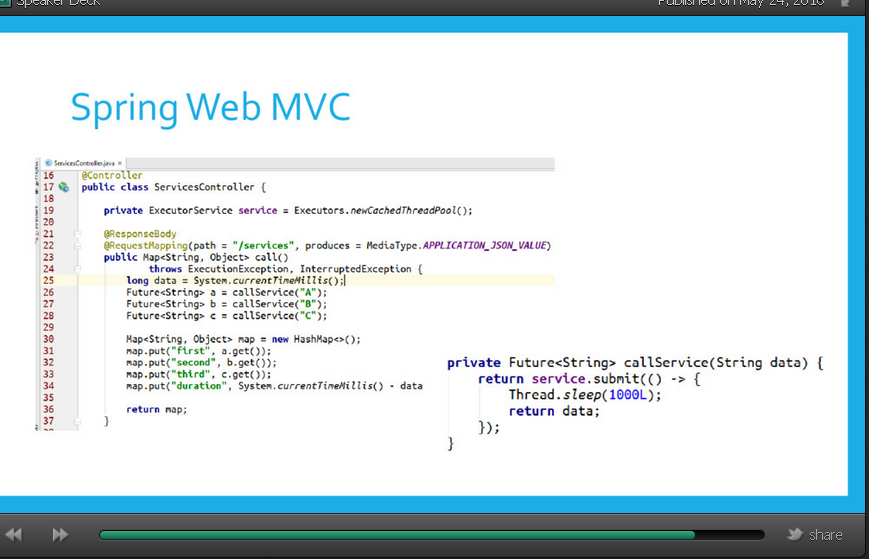 Speaker Deck
Published on May 24, 2016
Spring Web MVC
ServicesController.java ×
16 @Controller
17 public class ServicesController {
18
19 private ExecutorService service = Executors.newCachedThreadPool();
20
21 @ResponseBody
22 @RequestMapping(path = "/services", produces = MediaType.APPLICATION_JSON_VALUE)
23 public Map<String, Object> call()
24 throws ExecutionException, InterruptedException {
25 long data = System.currentTimeMillis();
26 Future<String> a = callService("A");
27 Future<String> b = callService("B");
28 Future<String> c = callService("C");
29
30 Map<String, Object> map = new HashMap<>();
31 map.put("first", a.get());
32 map.put("second", b.get());
33 map.put("third", c.get());
34 map.put("duration", System.currentTimeMillis() - data
35
36 return map;
37 }
private Future<String> callService(String data) {
return service.submit(() -> {
Thread.sleep(1000L);
return data;
});
}
share